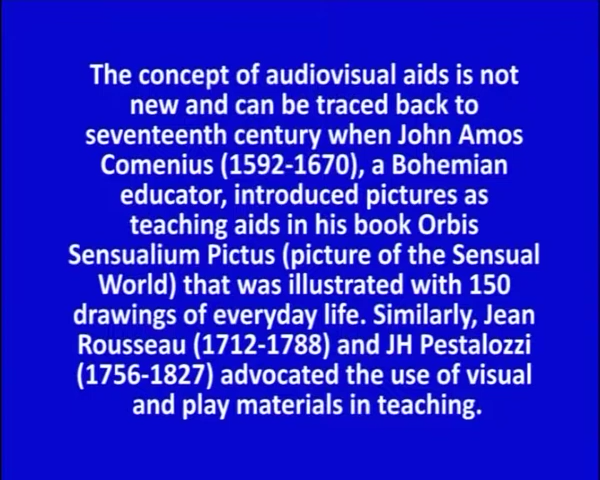 The concept of audiovisual aids is not
new and can be traced back to
seventeenth century when John Amos
Comenius (1592-1670), a Bohemian
educator, introduced pictures as
teaching aids in his book Orbis
Sensualium Pictus (picture of the Sensual
World) that was illustrated with 150
drawings of everyday life. Similarly, Jean
Rousseau (1712-1788) and JH Pestalozzi
(1756-1827) advocated the use of visual
and play materials in teaching.